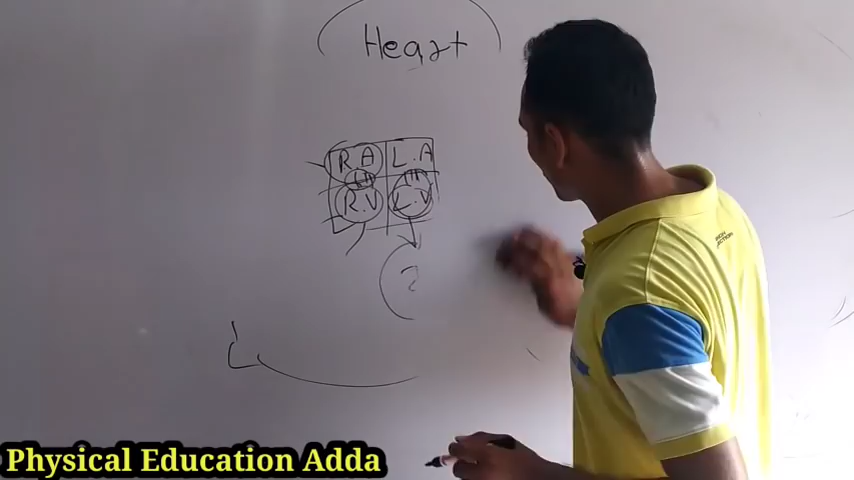 Heart
R.A L.A
R.V L.V
?
Physical Education Adda